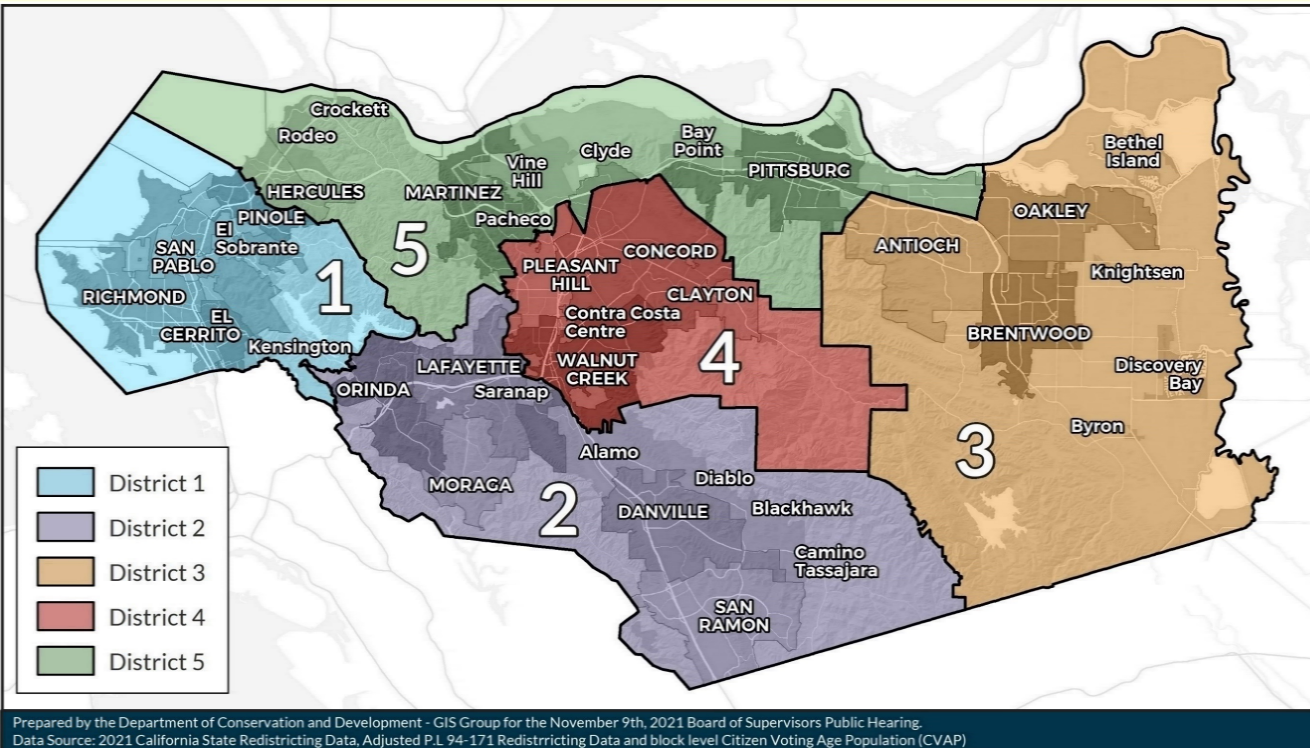 Crockett
Rodeo
HERCULES
MARTINEZ
Vine
Hill
Clyde
Bay
Point
PITTSBURG
Pacheco
5
PINOLE
El
Sobrante
SAN
PABLO
RICHMOND
EL
CERRITO
Kensington
1
CONCORD
PLEASANT
HILL
CLAYTON
Contra Costa
Centre
WALNUT
CREEK
4
Bethel
Island
OAKLEY
ANTIOCH
Knightsen
BRENTWOOD
Discovery
Bay
Byron
3
LAFAYETTE
ORINDA
Saranap
Alamo
MORAGA
2
Diablo
DANVILLE
Blackhawk
Camino
Tassajara
SAN
RAMON
District 1
District 2
District 3
District 4
District 5
Prepared by the Department of Conservation and Development - GIS Group for the November 9th, 2021 Board of Supervisors Public Hearing.
Data Source: 2021 California State Redistricting Data, Adjusted P.L 94-171 Redistrricting Data and block level Citizen Voting Age Population (CVAP)